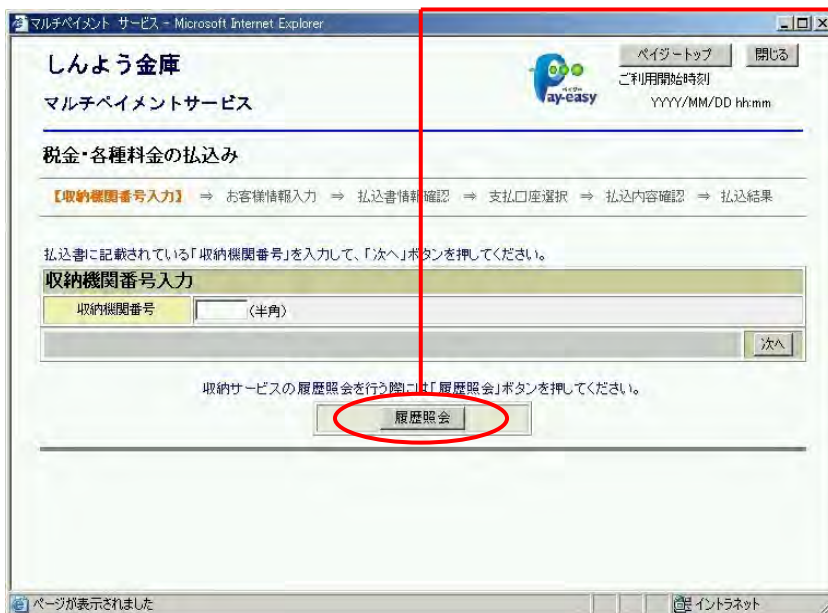 マルチペイメント サービス - Microsoft Internet Explorer
しんよう金庫
マルチペイメントサービス
Pay-easy
ペイジートップ 閉じる
ご利用開始時刻
YYYY/MM/DD hh:mm
税金・各種料金の払込み
【収納機関番号入力】 ⇒ お客様情報入力 ⇒ 払込書情報確認 ⇒ 支払口座選択 ⇒ 払込内容確認 ⇒ 払込結果
払込書に記載されている「収納機関番号」を入力して、「次へ」ボタンを押してください。
収納機関番号入力
収納機関番号 (半角)
次へ
収納サービスの履歴照会を行う際には「履歴照会」ボタンを押してください。
履歴照会
ページが表示されました イントラネット